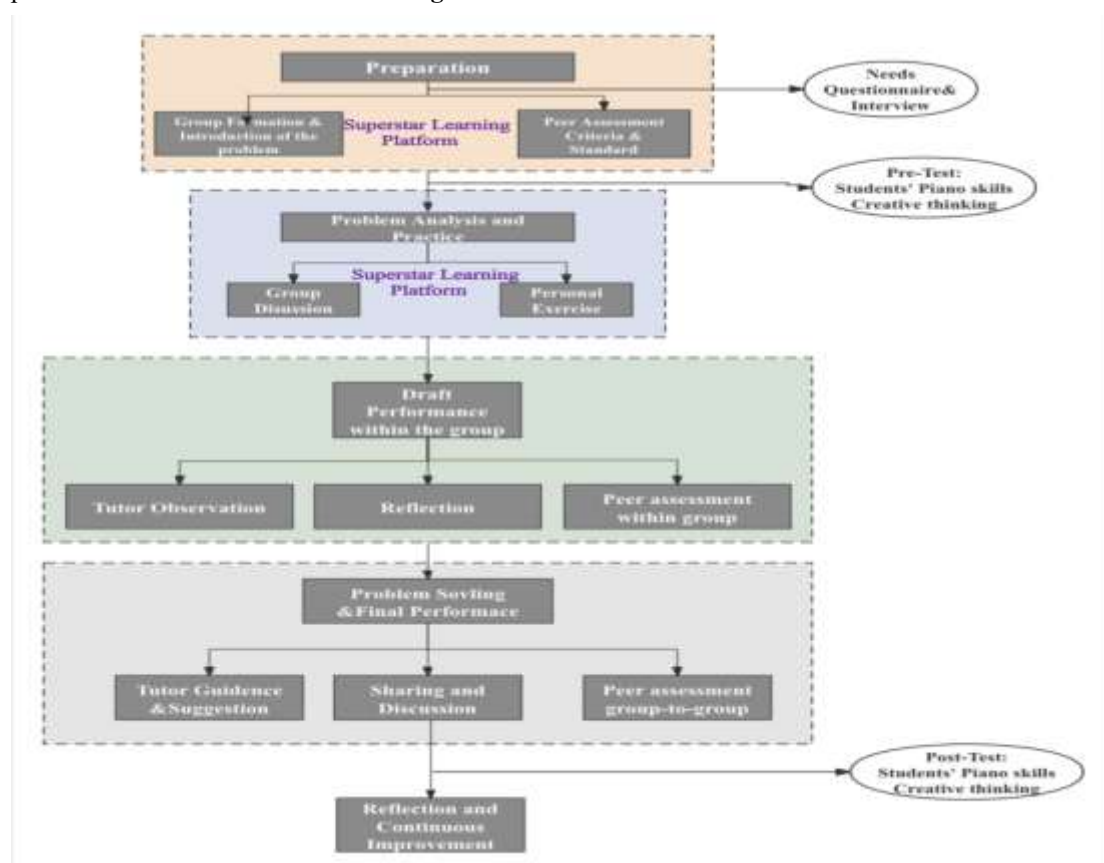 Preparation
Needs
Questionnaire&
Interview
Group Formation &
Introduction of the
problem
Superstar Learning
Platform
Peer Assessment
Criteria &
Standard
Pre-Test:
Students' Piano skills
Creative thinking
Problem Analysis and
Practice
Superstar Learning
Platform
Group
Disussion
Personal
Exercise
Draft
Performance
within the group
Tutor Observation
Reflection
Peer assessment
within group
Problem Sovling
&Final Performace
Tutor Guidence
&Suggestion
Sharing and
Discussion
Peer assessment
group-to-group
Post-Test:
Students' Piano skills
Creative thinking
Reflection and
Continuous
Improvement